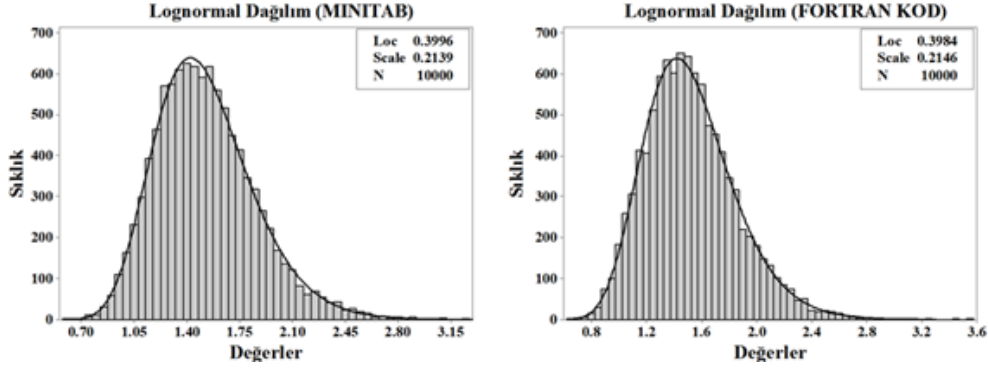 Lognormal Dağılım (MINITAB)
Loc 0.3996
Scale 0.2139
N 10000
700
600
500
400
300
200
100
0
Sıklık
0.70 1.05 1.40 1.75 2.10 2.45 2.80 3.15
Değerler
Lognormal Dağılım (FORTRAN KOD)
Loc 0.3984
Scale 0.2146
N 10000
700
600
500
400
300
200
100
0
Sıklık
0.8 1.2 1.6 2.0 2.4 2.8 3.2 3.6
Değerler